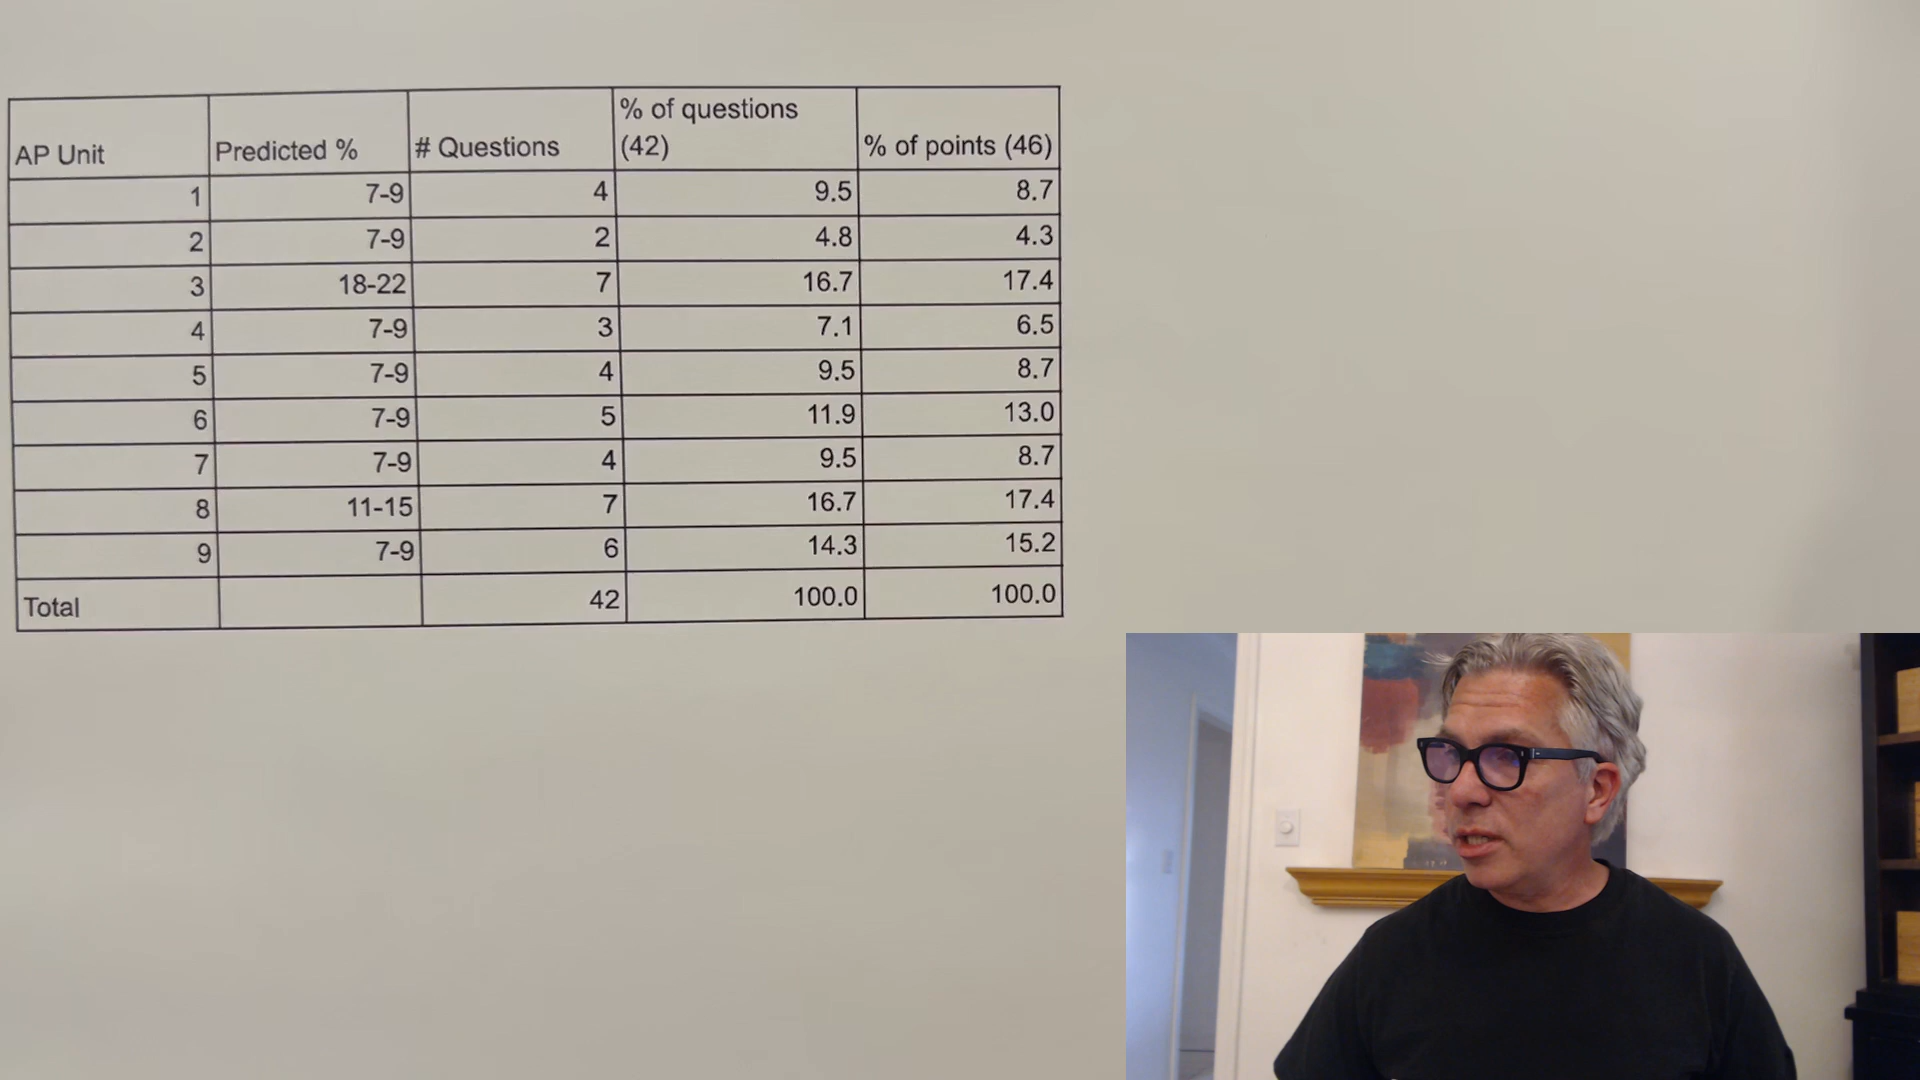 AP Unit Predicted % # Questions % of questions (42) % of points (46)
1 7-9 4 9.5 8.7
2 7-9 2 4.8 4.3
3 18-22 7 16.7 17.4
4 7-9 3 7.1 6.5
5 7-9 4 9.5 8.7
6 7-9 5 11.9 13.0
7 7-9 4 9.5 8.7
8 11-15 7 16.7 17.4
9 7-9 6 14.3 15.2
Total 42 100.0 100.0